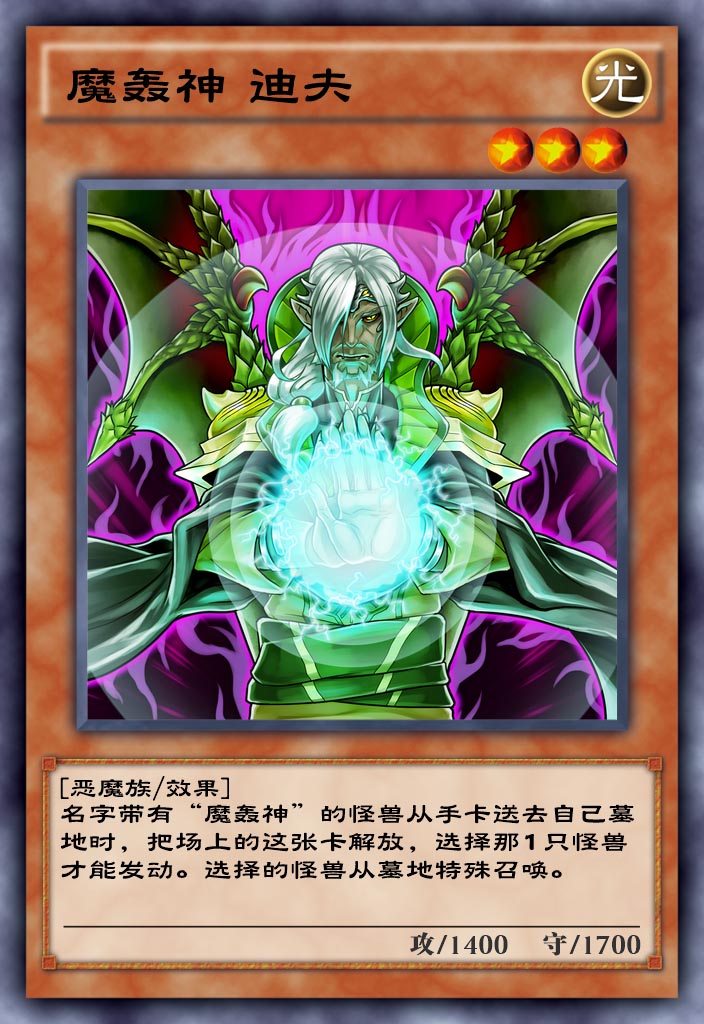 魔轰神 迪夫
光
[恶魔族/效果]
名字带有“魔轰神”的怪兽从手卡送去自己墓
地时，把场上的这张卡解放，选择那1只怪兽
才能发动。选择的怪兽从墓地特殊召唤。
攻/1400 守/1700